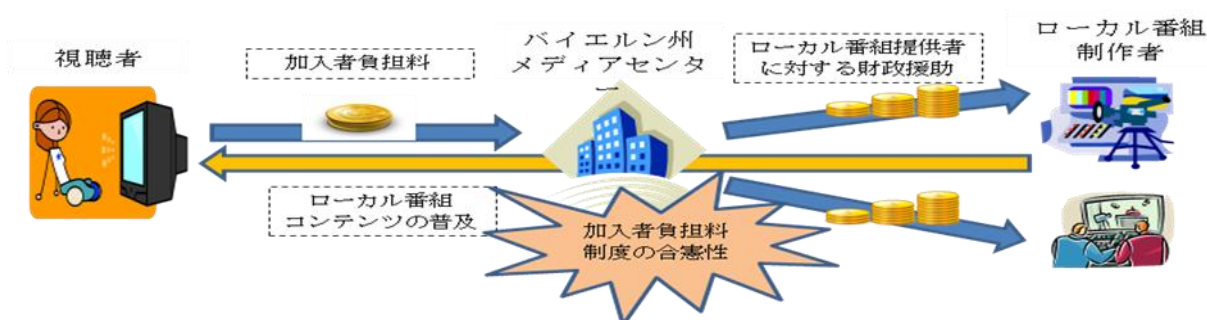 視聴者
加入者負担料
バイエルン州
メディアセンタ
ー
ローカル番組提供者
に対する財政援助
ローカル番組
制作者
ローカル番組
コンテンツの普及
加入者負担料
制度の合憲性